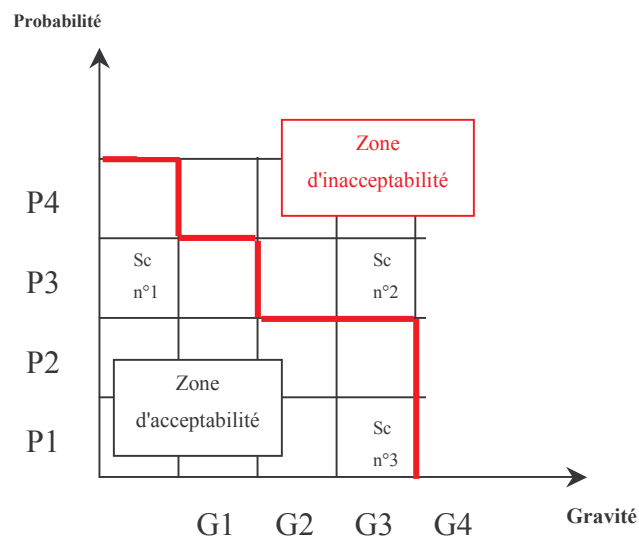 Probabilité
Zone
d'inacceptabilité
P4
P3
Sc
n°1
Sc
n°2
P2
Zone
d'acceptabilité
P1
Sc
n°3
G1 G2 G3 G4
Gravité